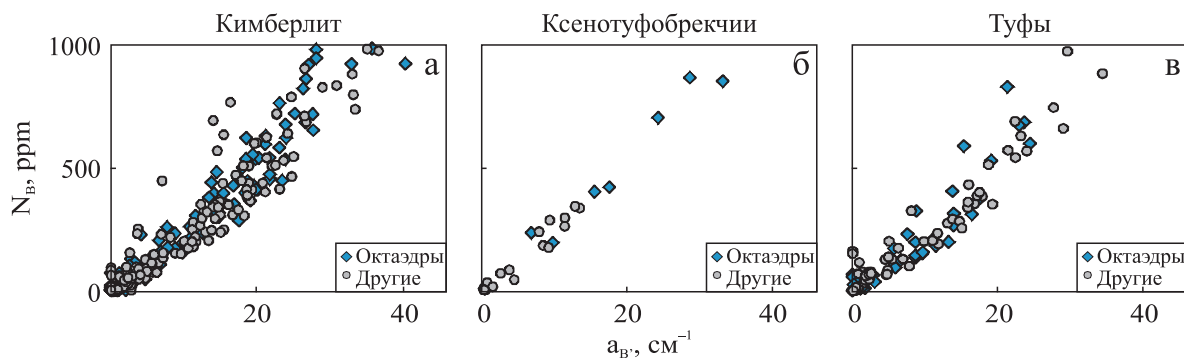 Кимберлит
Ксенотуфобрекчии
Туфы
N_B, ppm
1000
500
0
а
Октаэдры
Другие
20
40
б
Октаэдры
Другие
0
20
40
в
Октаэдры
Другие
0
20
40
a_B', см⁻¹